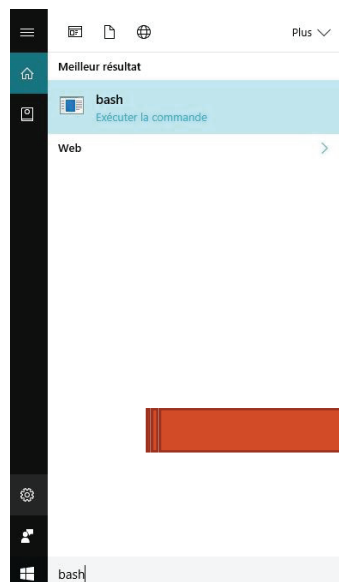 Plus
Meilleur résultat
bash
Exécuter la commande
Web
bash